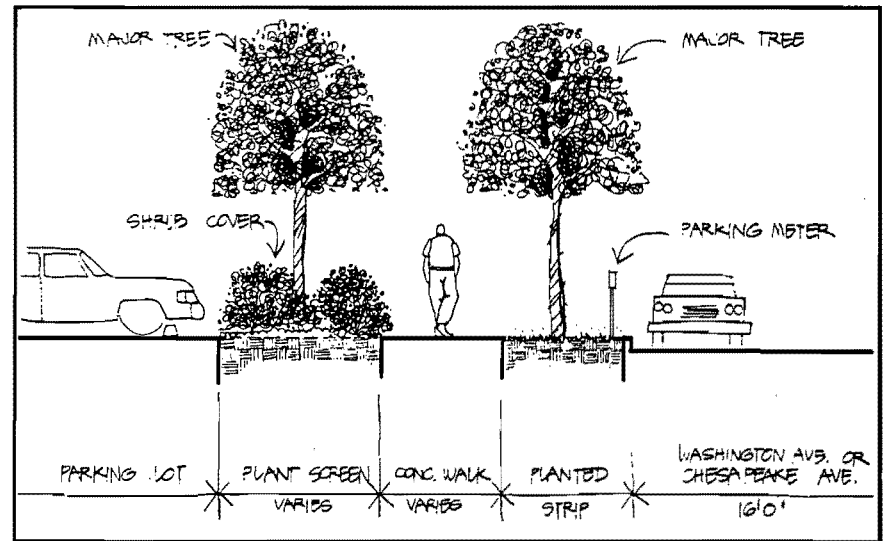 MAJOR TREE
MAJOR TREE
SHRUB COVER
PARKING METER
PARKING LOT
PLANT SCREEN
VARIES
CONC. WALK
VARIES
PLANTED
STRIP
WASHINGTON AVE. OR
CHESAPEAKE AVE.
16'0"